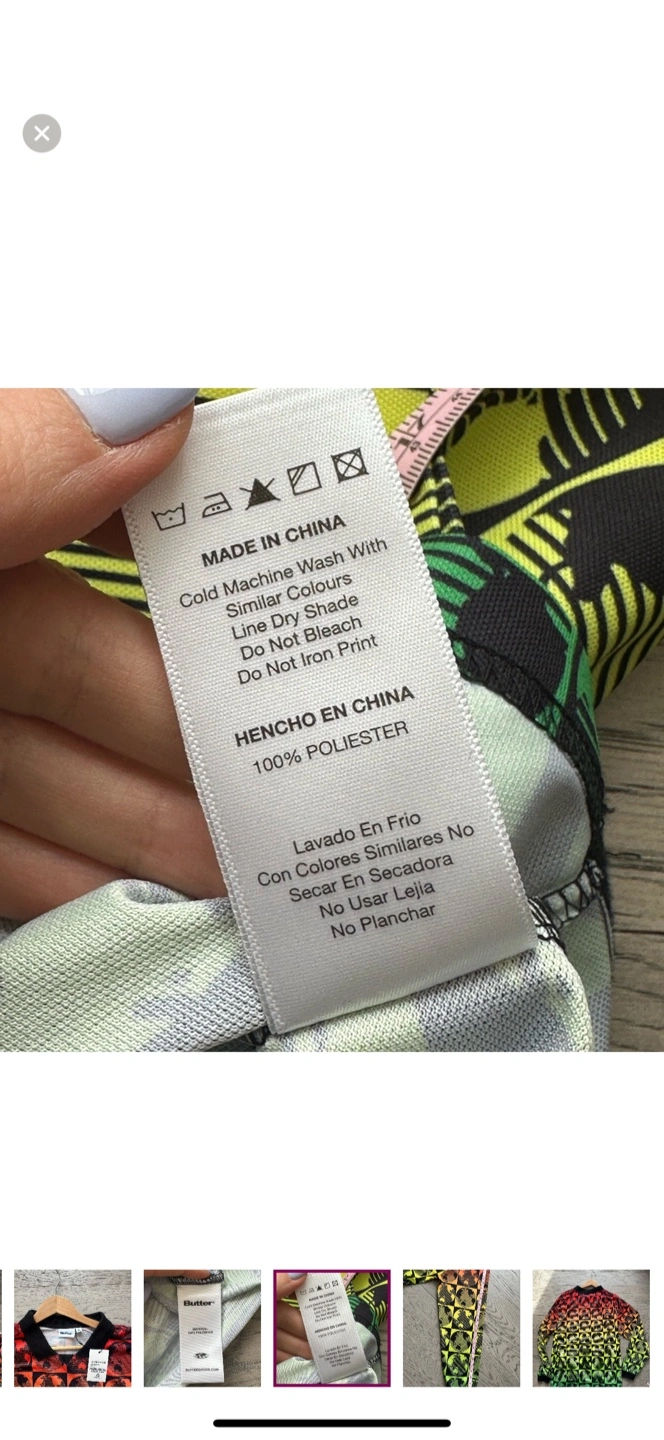 MADE IN CHINA
Cold Machine Wash With
Similar Colours
Line Dry Shade
Do Not Bleach
Do Not Iron Print
HENCHO EN CHINA
100% POLIESTER
Lavado En Frio
Con Colores Similares No
Secar En Secadora
No Usar Lejia
No Planchar
Butter